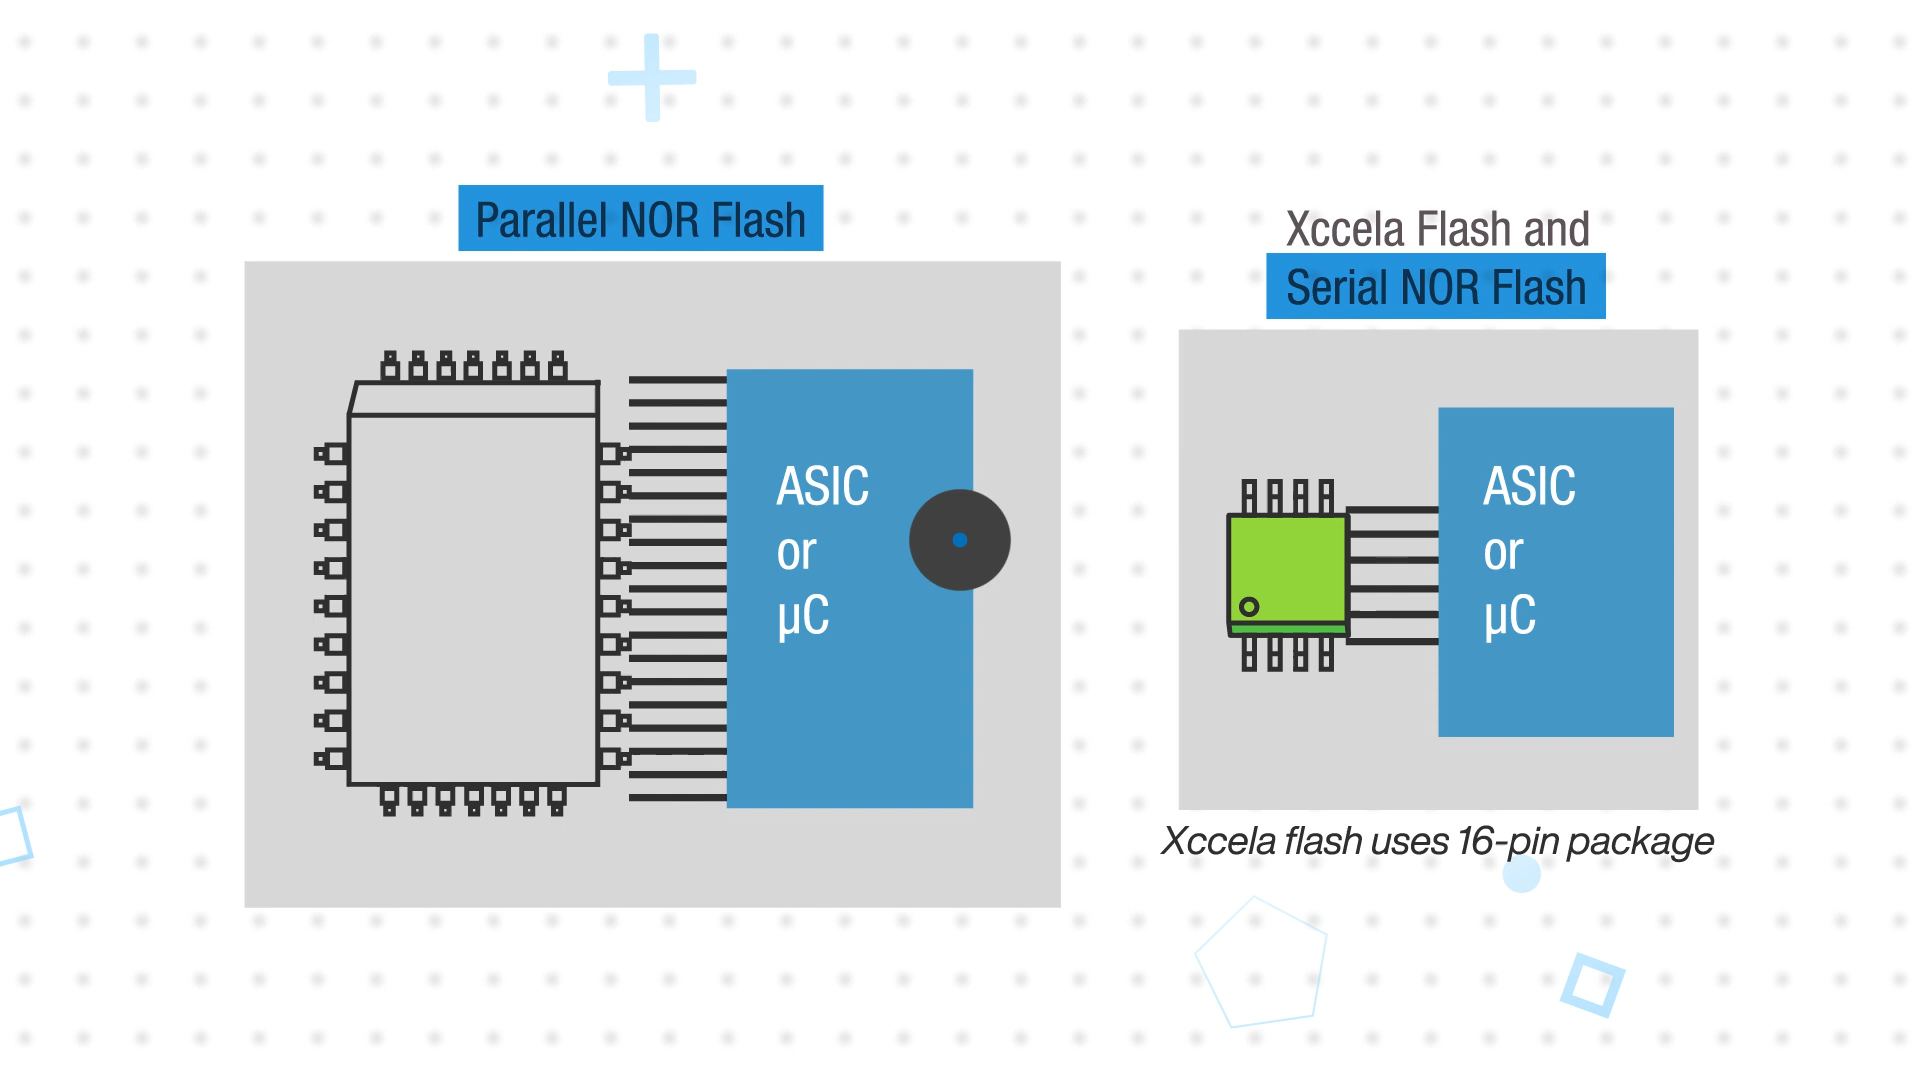 Parallel NOR Flash
ASIC
or
µC
Xccela Flash and
Serial NOR Flash
ASIC
or
µC
Xccela flash uses 16-pin package